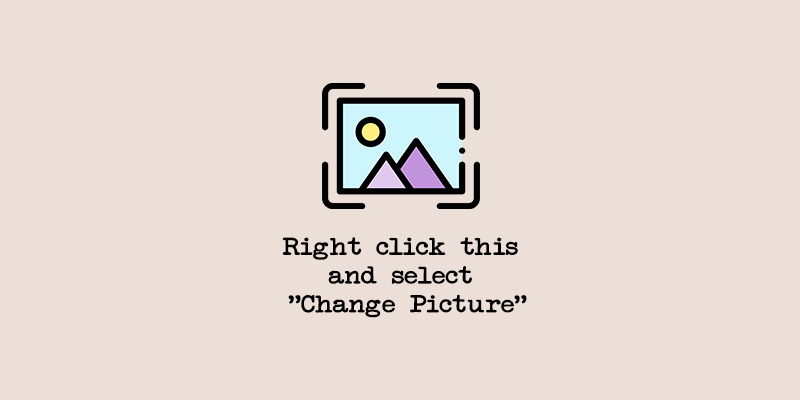 Right click this
and select
”Change Picture”